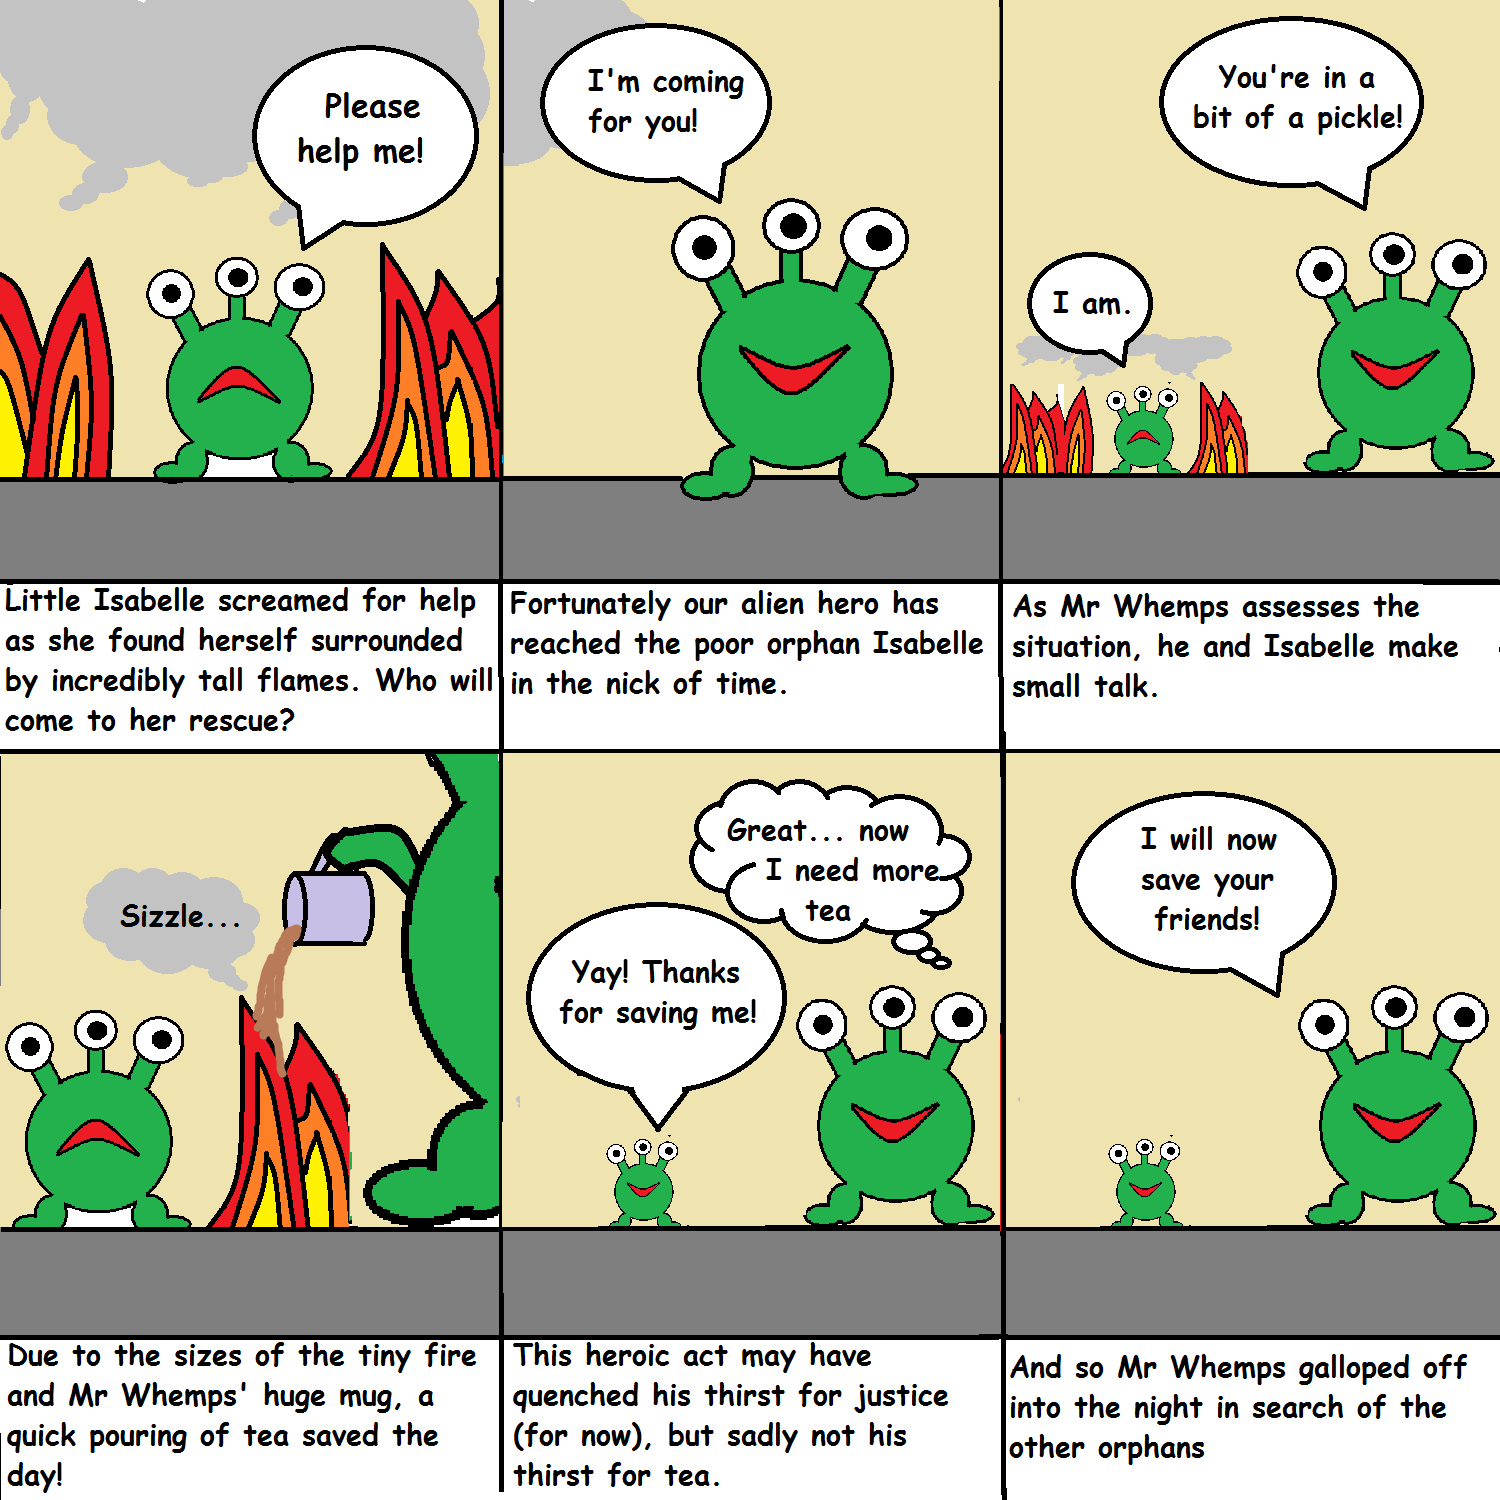 Please
help me!
Little Isabelle screamed for help
as she found herself surrounded
by incredibly tall flames. Who will
come to her rescue?
I'm coming
for you!
Fortunately our alien hero has
reached the poor orphan Isabelle
in the nick of time.
You're in a
bit of a pickle!
I am.
As Mr Whemps assesses the
situation, he and Isabelle make
small talk.
Sizzle...
Due to the sizes of the tiny fire
and Mr Whemps' huge mug, a
quick pouring of tea saved the
day!
Great... now
I need more
tea
Yay! Thanks
for saving me!
This heroic act may have
quenched his thirst for justice
(for now), but sadly not his
thirst for tea.
I will now
save your
friends!
And so Mr Whemps galloped off
into the night in search of the
other orphans